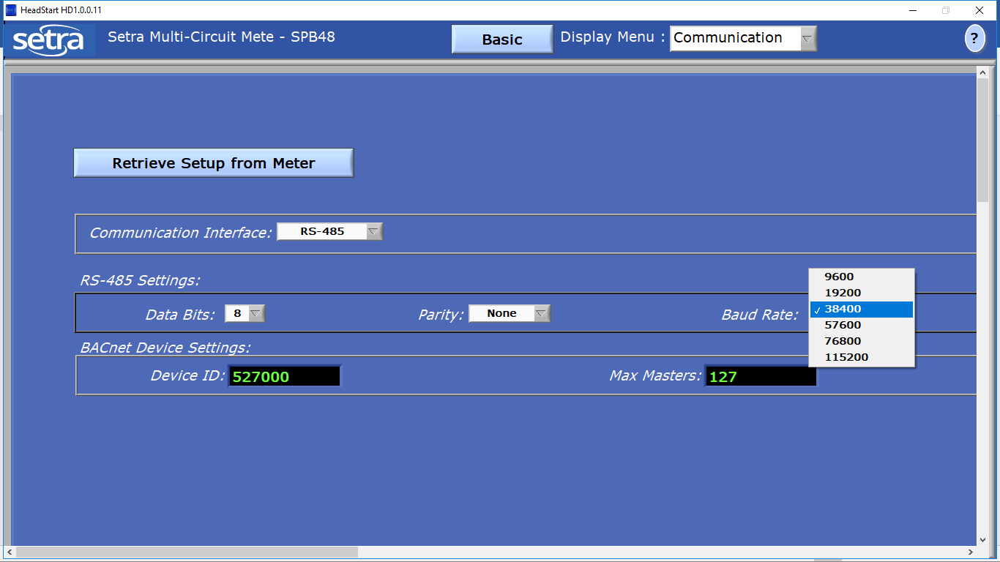 HeadStart HD1.0.0.11
setra Setra Multi-Circuit Mete - SPB48 Basic Display Menu : Communication ?
Retrieve Setup from Meter
Communication Interface: RS-485
RS-485 Settings:
Data Bits: 8 Parity: None Baud Rate:
9600
19200
✓ 38400
57600
76800
115200
BACnet Device Settings:
Device ID: 527000 Max Masters: 127